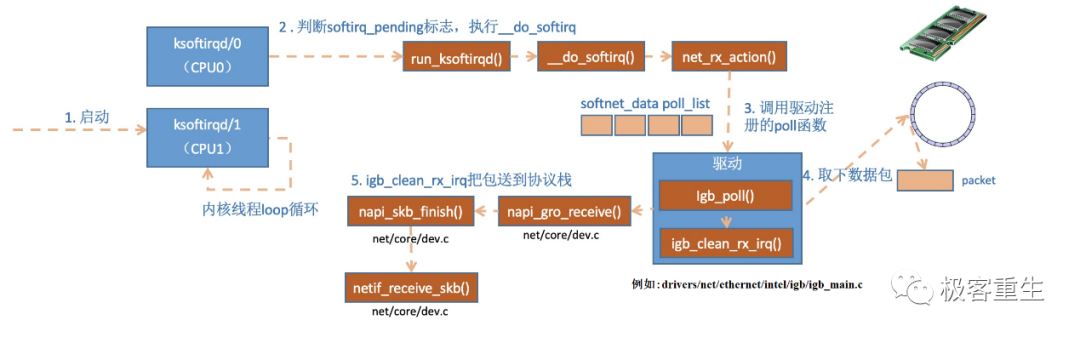 2．判断softirq_pending标志，执行__do_softirq
ksoftirqd/0
（CPU0）
run_ksoftirqd()
__do_softirq()
net_rx_action()
1. 启动
ksoftirqd/1
（CPU1）
内核线程loop循环
softnet_data poll_list
3. 调用驱动注
册的poll函数
驱动
Igb_poll()
igb_clean_rx_irq()
4. 取下数据包
packet
5. igb_clean_rx_irq把包送到协议栈
napi_skb_finish()
net/core/dev.c
napi_gro_receive()
net/core/dev.c
netif_receive_skb()
net/core/dev.c
例如:drivers/net/ethernet/intel/igb/igb_main.c
极客重生